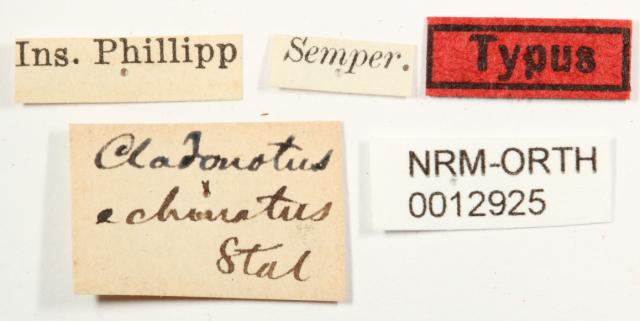 Ins. Phillipp
Semper.
Typus
Cladonotus
echinatus
Stal
NRM-ORTH
0012925